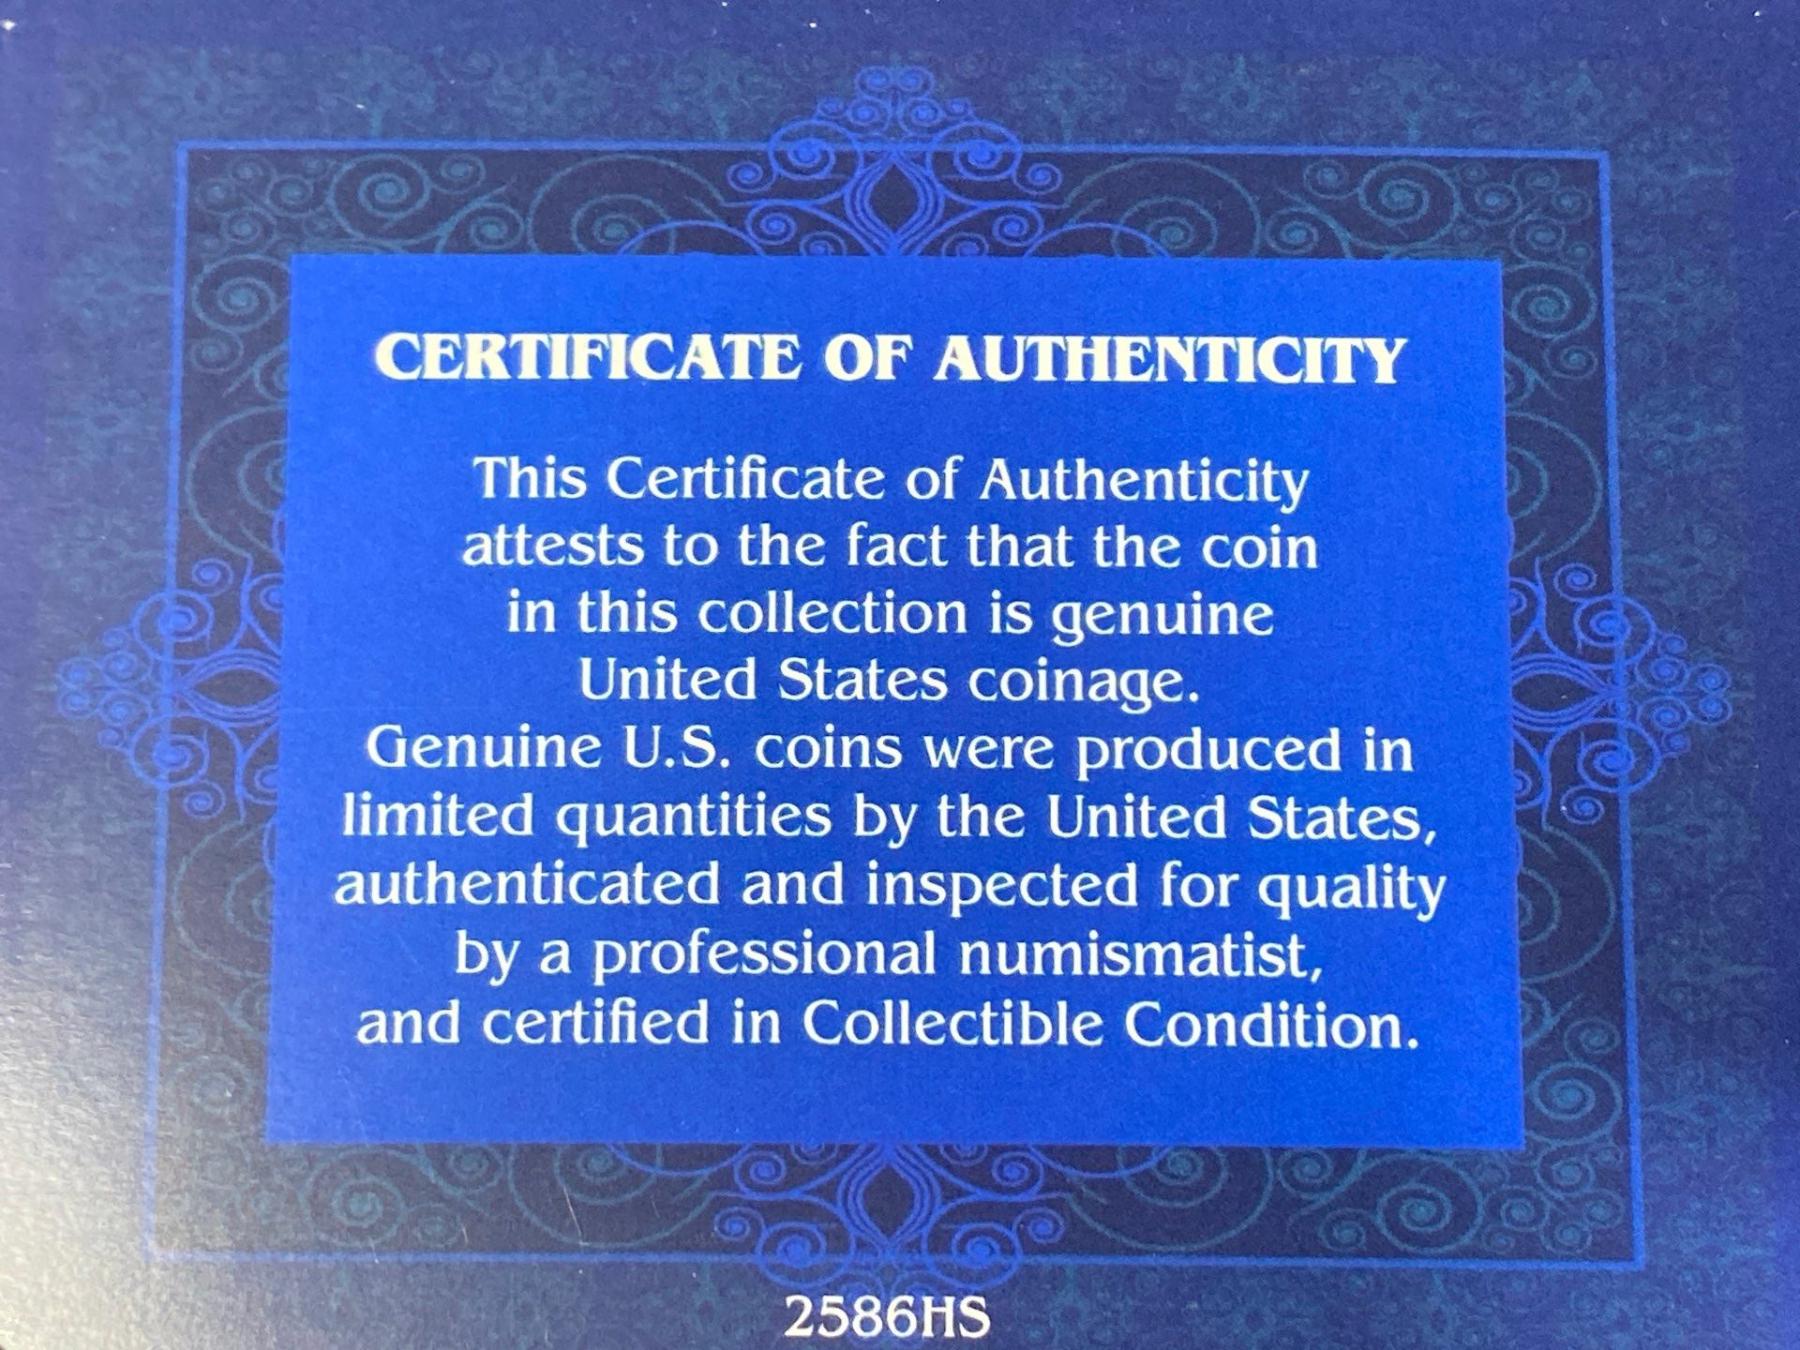 CERTIFICATE OF AUTHENTICITY
This Certificate of Authenticity
attests to the fact that the coin
in this collection is genuine
United States coinage.
Genuine U.S. coins were produced in
limited quantities by the United States,
authenticated and inspected for quality
by a professional numismatist,
and certified in Collectible Condition.
2586HS